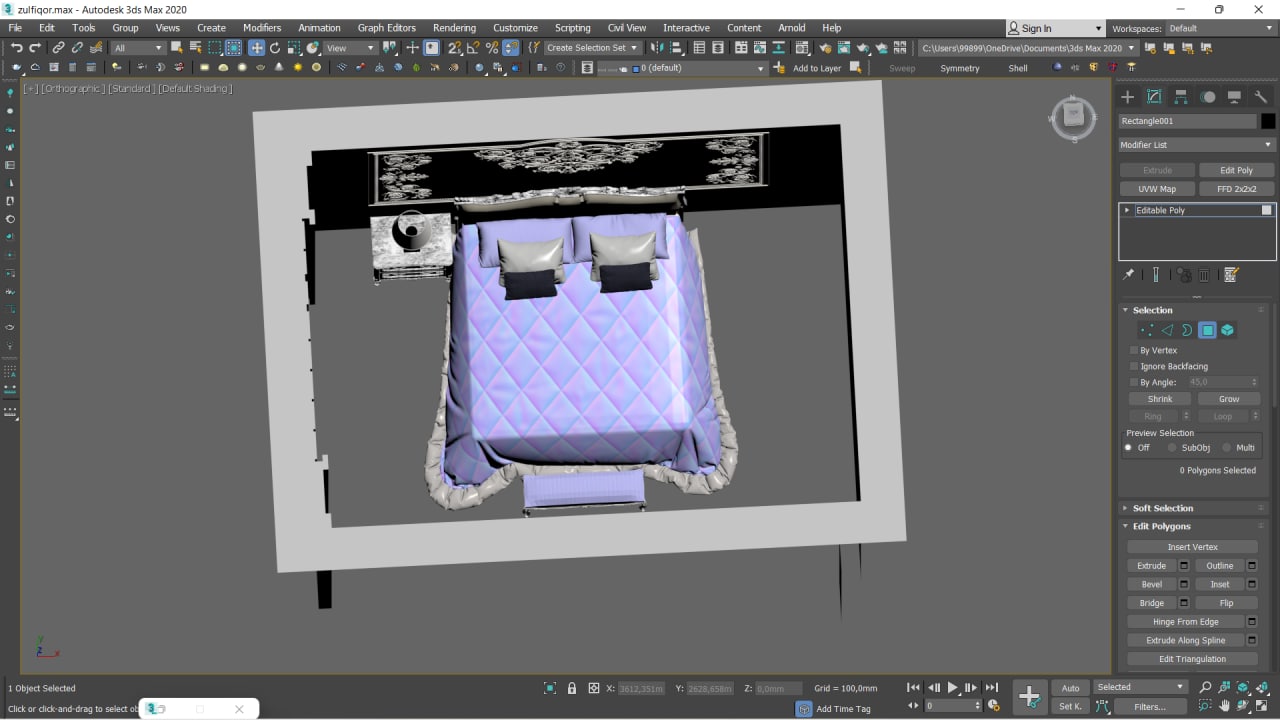 zulfiqor.max - Autodesk 3ds Max 2020
File Edit Tools Group Views Create Modifiers Animation Graph Editors Rendering Customize Scripting Civil View Interactive Content Arnold Help Sign In Workspaces: Default
All View Create Selection Set C:\Users\99899\OneDrive\Documents\3ds Max 2020
0 (default) Add to Layer Sweep Symmetry Shell
[+] [Orthographic] [Standard] [Default Shading]
N
W
S
Rectangle001
Modifier List
Extrude Edit Poly
UVW Map FFD 2x2x2
Editable Poly
Selection
By Vertex
Ignore Backfacing
By Angle: 45,0
Shrink Grow
Ring Loop
Preview Selection
Off SubObj Multi
0 Polygons Selected
Soft Selection
Edit Polygons
Insert Vertex
Extrude Outline
Bevel Inset
Bridge Flip
Hinge From Edge
Extrude Along Spline
Edit Triangulation
y
z x
1 Object Selected X: 3612,351m Y: 2628,658m Z: 0,0mm Grid = 100,0mm Auto Selected
Click or click-and-drag to select ob Add Time Tag 0 Set K. Filters...